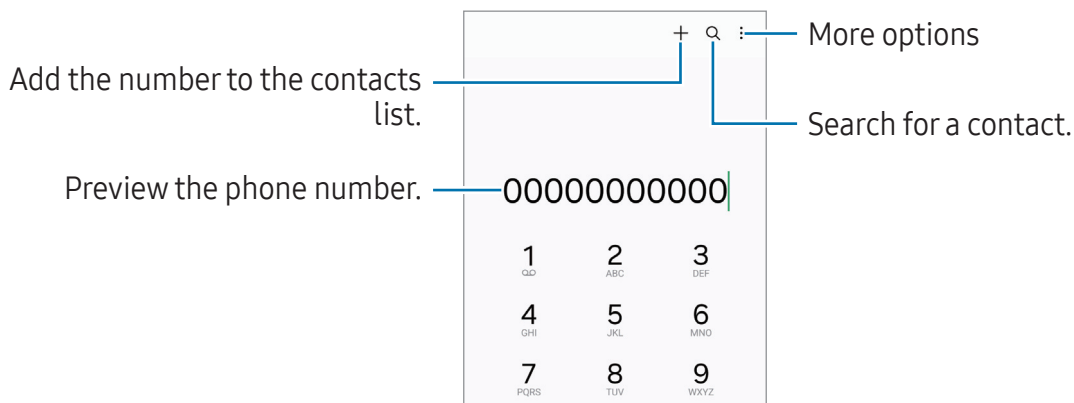 More options
Add the number to the contacts
list.
Search for a contact.
Preview the phone number.
00000000000
1 2 3
ABC DEF
4 5 6
GHI JKL MNO
7 8 9
PQRS TUV WXYZ